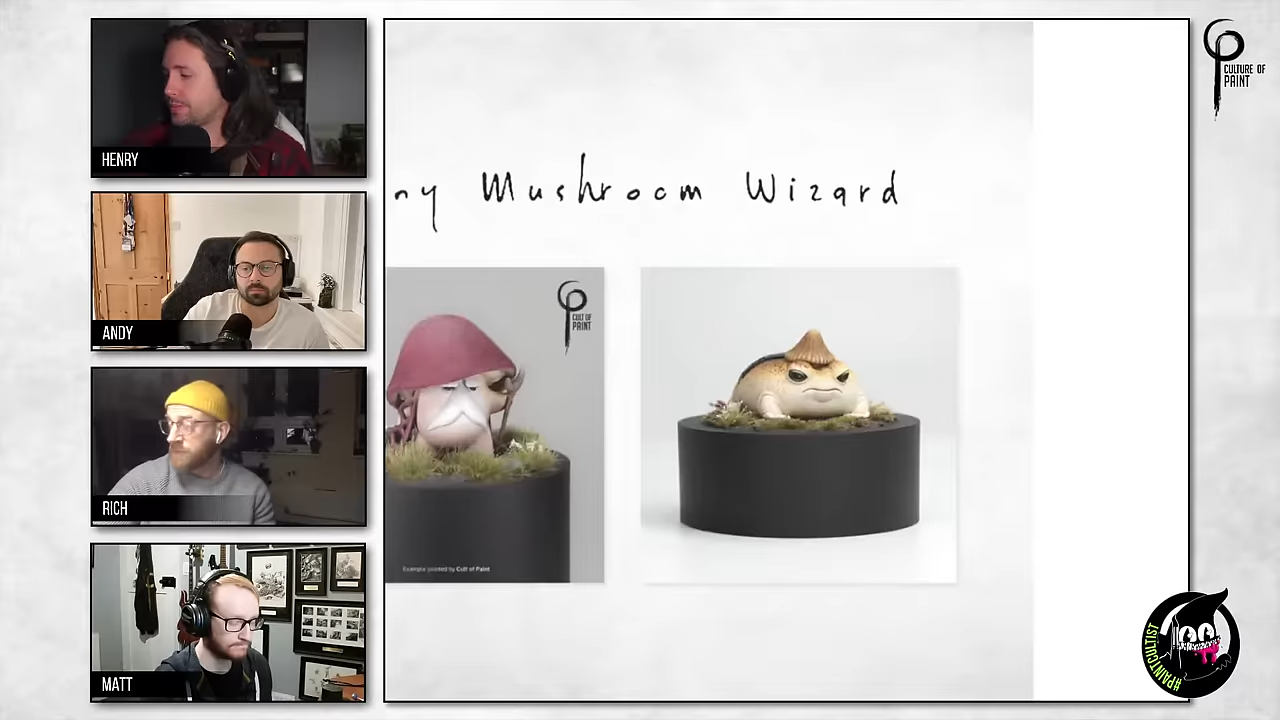 HENRY
ANDY
RICH
MATT
ny Mushroom Wizard
CULT OF
PAINT
Example painted by Cult of Paint
CULTURE OF
PAINT
#PAINTCULTIST